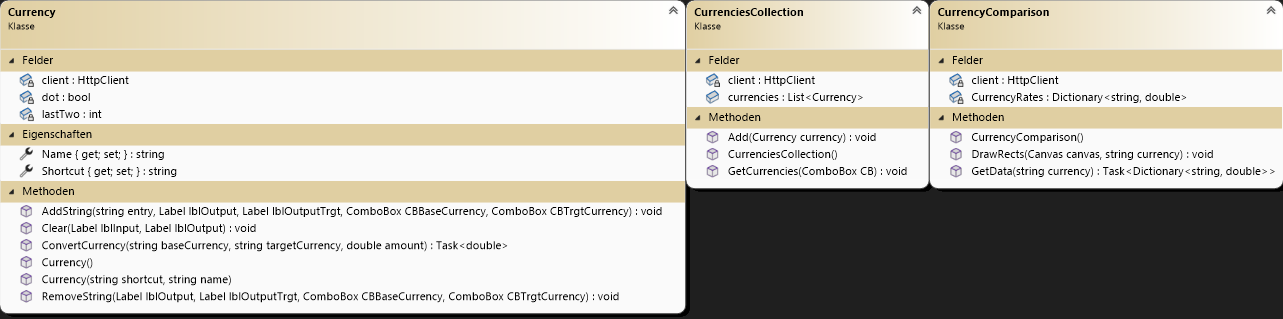 Currency
Klasse
Felder
client : HttpClient
dot : bool
lastTwo : int
Eigenschaften
Name { get; set; } : string
Shortcut { get; set; } : string
Methoden
AddString(string entry, Label lblOutput, Label lblOutputTrgt, ComboBox CBBaseCurrency, ComboBox CBTrgtCurrency) : void
Clear(Label lblInput, Label lblOutput) : void
ConvertCurrency(string baseCurrency, string targetCurrency, double amount) : Task<double>
Currency()
Currency(string shortcut, string name)
RemoveString(Label lblOutput, Label lblOutputTrgt, ComboBox CBBaseCurrency, ComboBox CBTrgtCurrency) : void
CurrenciesCollection
Klasse
Felder
client : HttpClient
currencies : List<Currency>
Methoden
Add(Currency currency) : void
CurrenciesCollection()
GetCurrencies(ComboBox CB) : void
CurrencyComparison
Klasse
Felder
client : HttpClient
CurrencyRates : Dictionary<string, double>
Methoden
CurrencyComparison()
DrawRects(Canvas canvas, string currency) : void
GetData(string currency) : Task<Dictionary<string, double>>